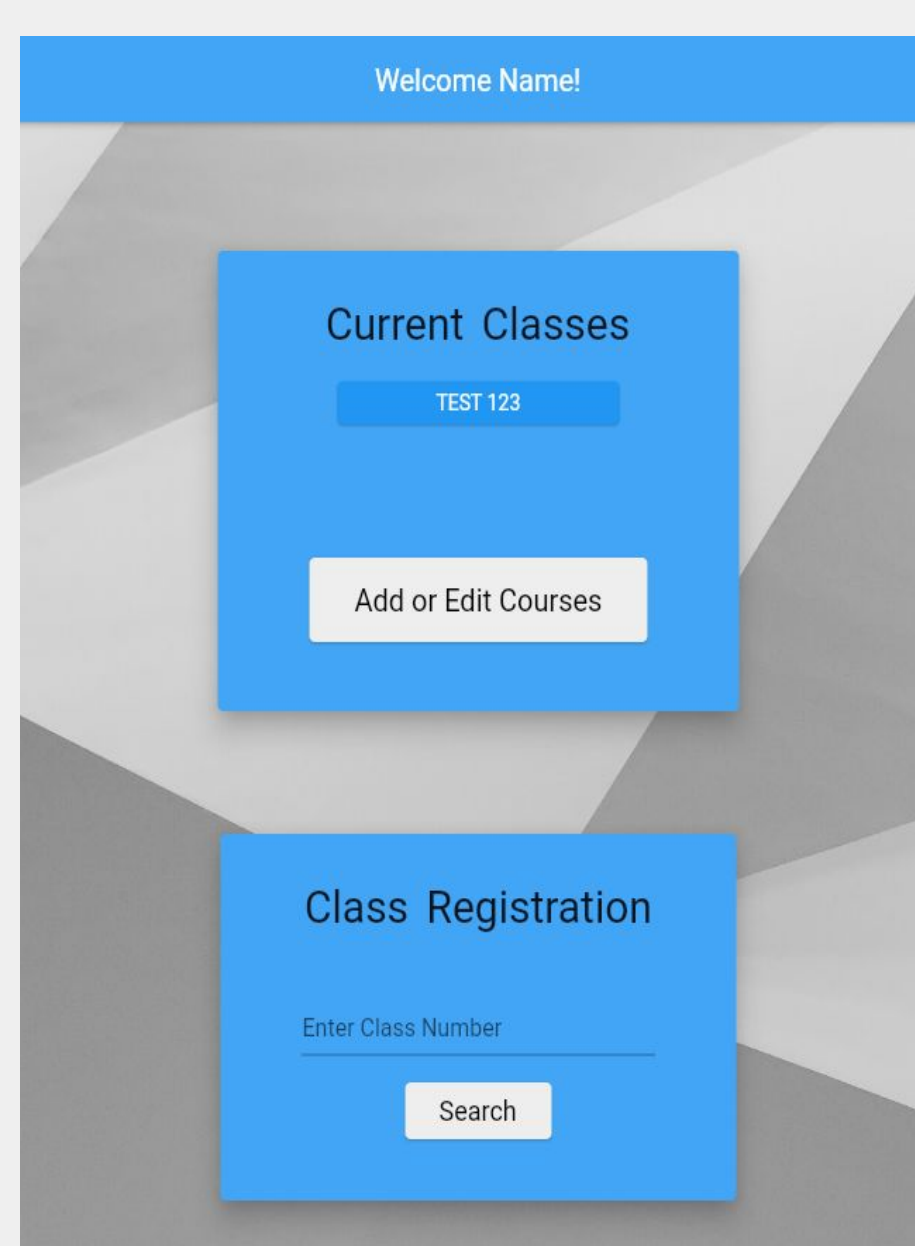 Welcome Name!
Current Classes
TEST 123
Add or Edit Courses
Class Registration
Enter Class Number
Search